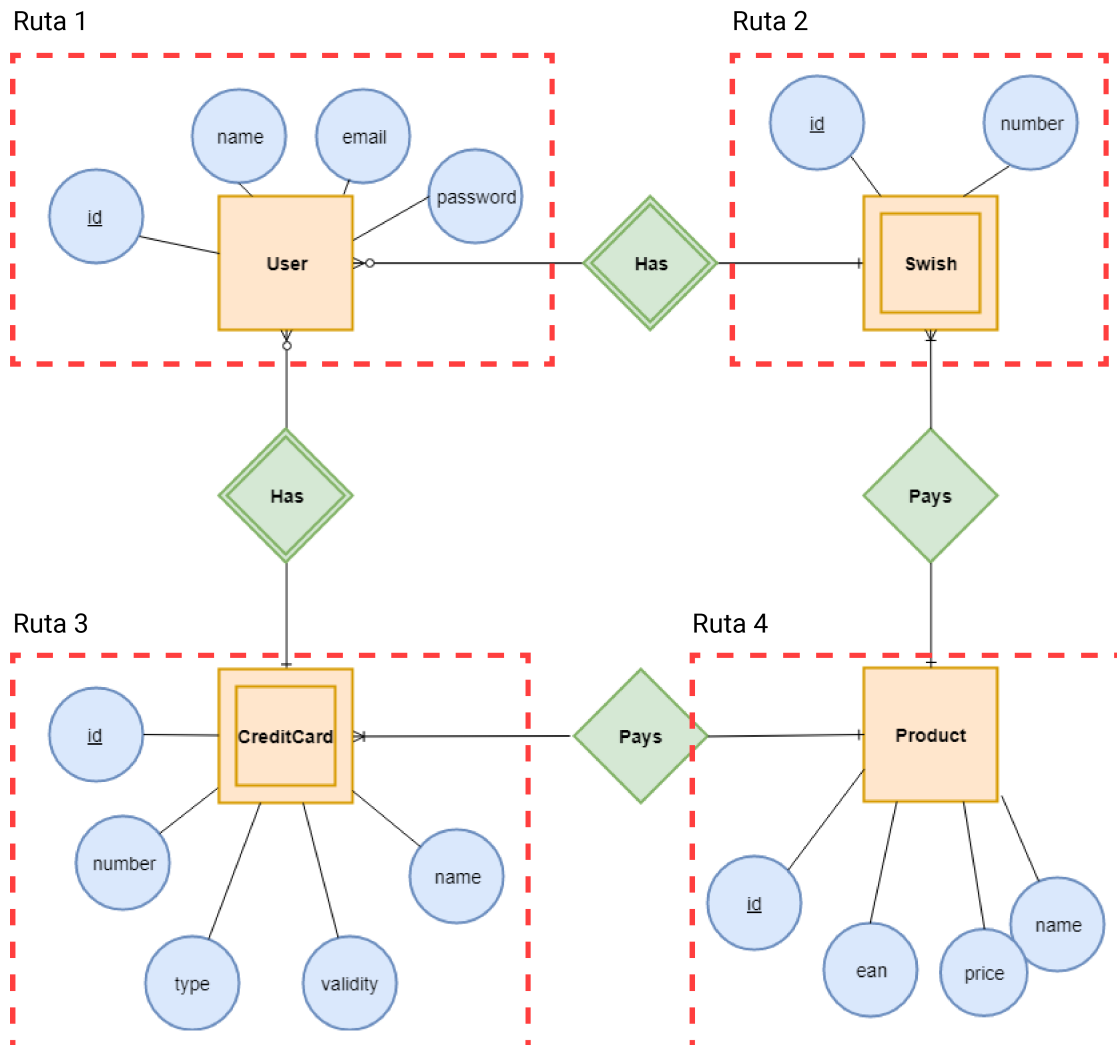 Ruta 1
Ruta 2
name
email
id
number
id
password
User
Has
Swish
Has
Pays
Ruta 3
Ruta 4
id
CreditCard
Pays
Product
number
name
id
name
type
validity
ean
price